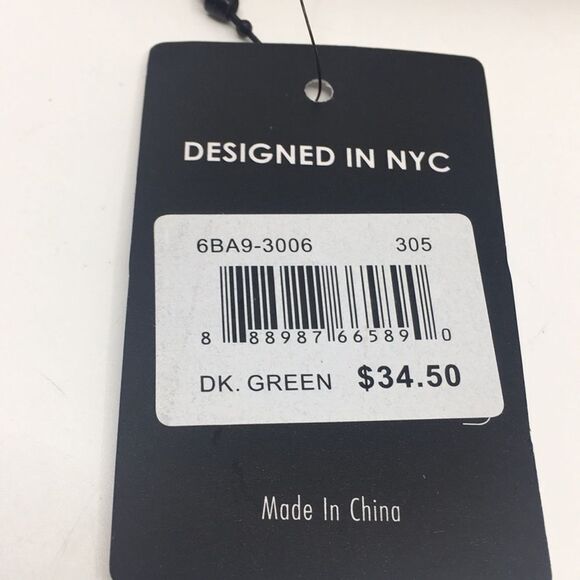 DESIGNED IN NYC
6BA9-3006 305
8 88987 66589 0
DK. GREEN $34.50
Made In China